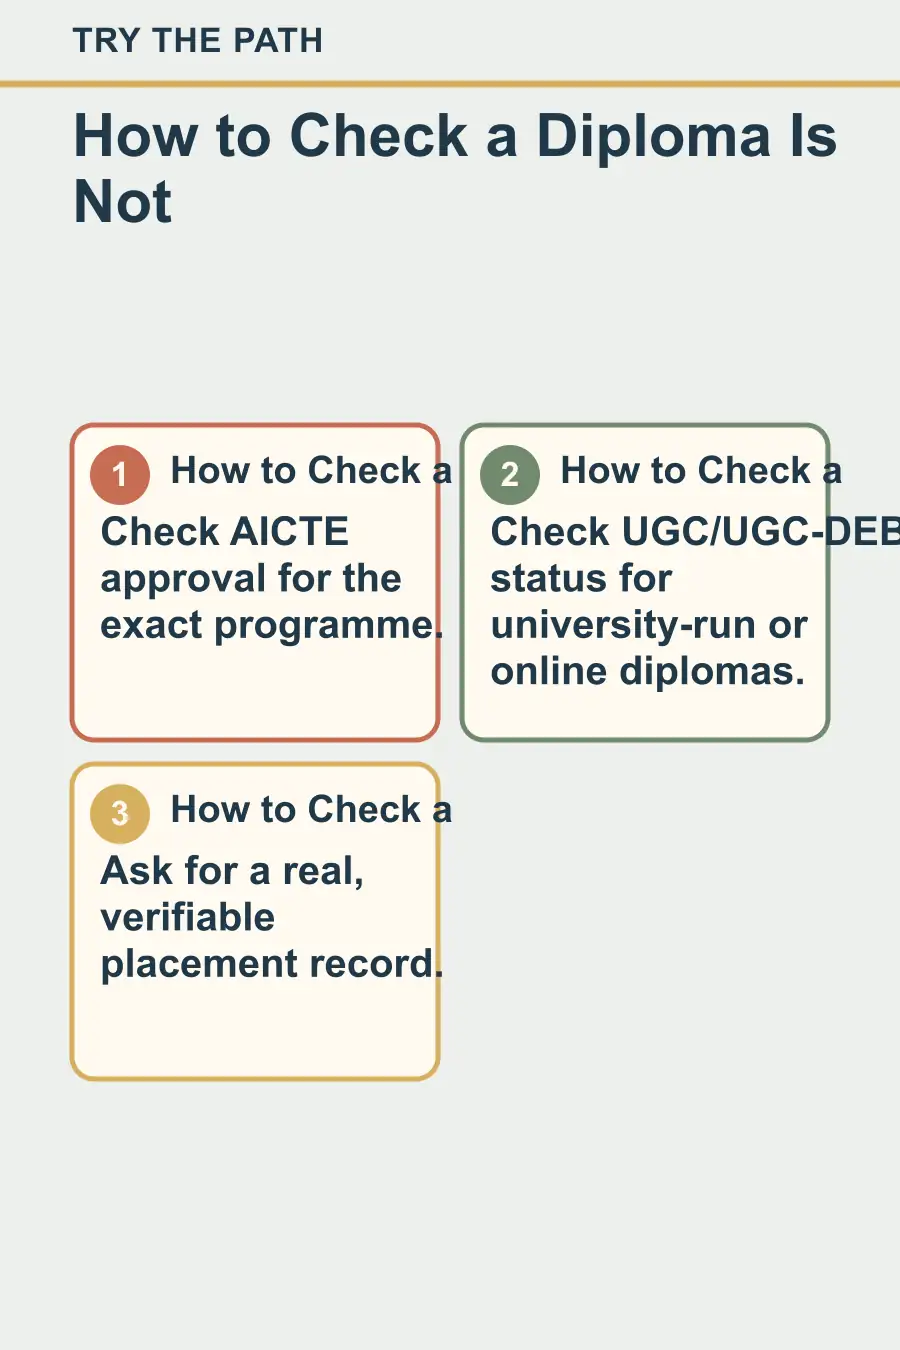 TRY THE PATH
How to Check a Diploma Is
Not
1
How to Check a
Check AICTE
approval for the
exact programme.
2
How to Check a
Check UGC/UGC-DEB
status for
university-run or
online diplomas.
3
How to Check a
Ask for a real,
verifiable
placement record.